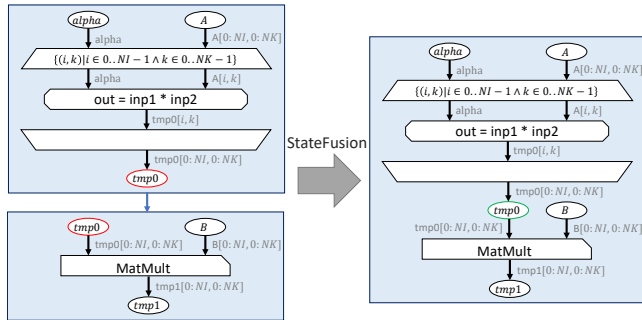 alpha
A
alpha
A[0: NI, 0: NK]
{(i, k)|i ∈ 0..NI − 1 ∧ k ∈ 0..NK − 1}
alpha
A[i, k]
out = inp1 * inp2
tmp0[i, k]
tmp0[0: NI, 0: NK]
tmp0
tmp0
B
tmp0[0: NI, 0: NK]
B[0: NI, 0: NK]
MatMult
tmp1[0: NI, 0: NK]
tmp1
StateFusion
alpha
A
alpha
A[0: NI, 0: NK]
{(i, k)|i ∈ 0..NI − 1 ∧ k ∈ 0..NK − 1}
alpha
A[i, k]
out = inp1 * inp2
tmp0[i, k]
tmp0[0: NI, 0: NK]
tmp0
B
tmp0[0: NI, 0: NK]
B[0: NI, 0: NK]
MatMult
tmp1[0: NI, 0: NK]
tmp1